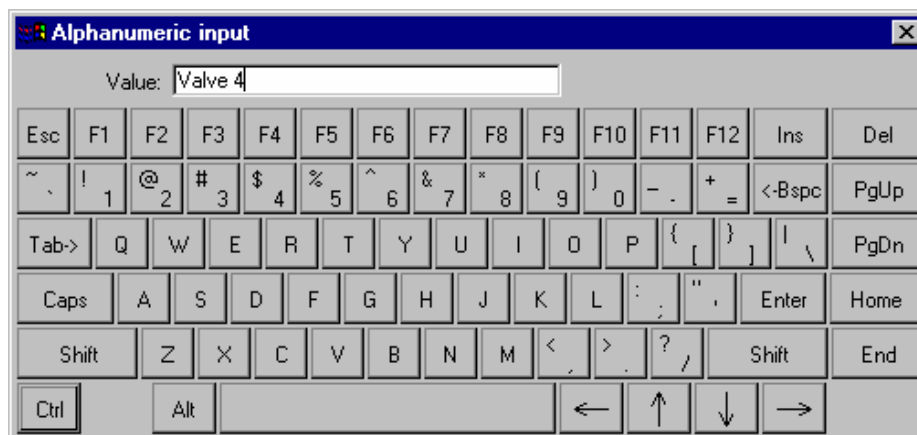 Alphanumeric input
Value: Valve 4
Esc F1 F2 F3 F4 F5 F6 F7 F8 F9 F10 F11 F12 Ins Del
~ ` ! 1 @ 2 # 3 $ 4 % 5 ^ 6 & 7 * 8 ( 9 ) 0 _ - + = <-Bspc PgUp
Tab-> Q W E R T Y U I O P { [ } ] | \ PgDn
Caps A S D F G H J K L : ; " ' Enter Home
Shift Z X C V B N M < , > . ? / Shift End
Ctrl Alt ← ↑ ↓ →